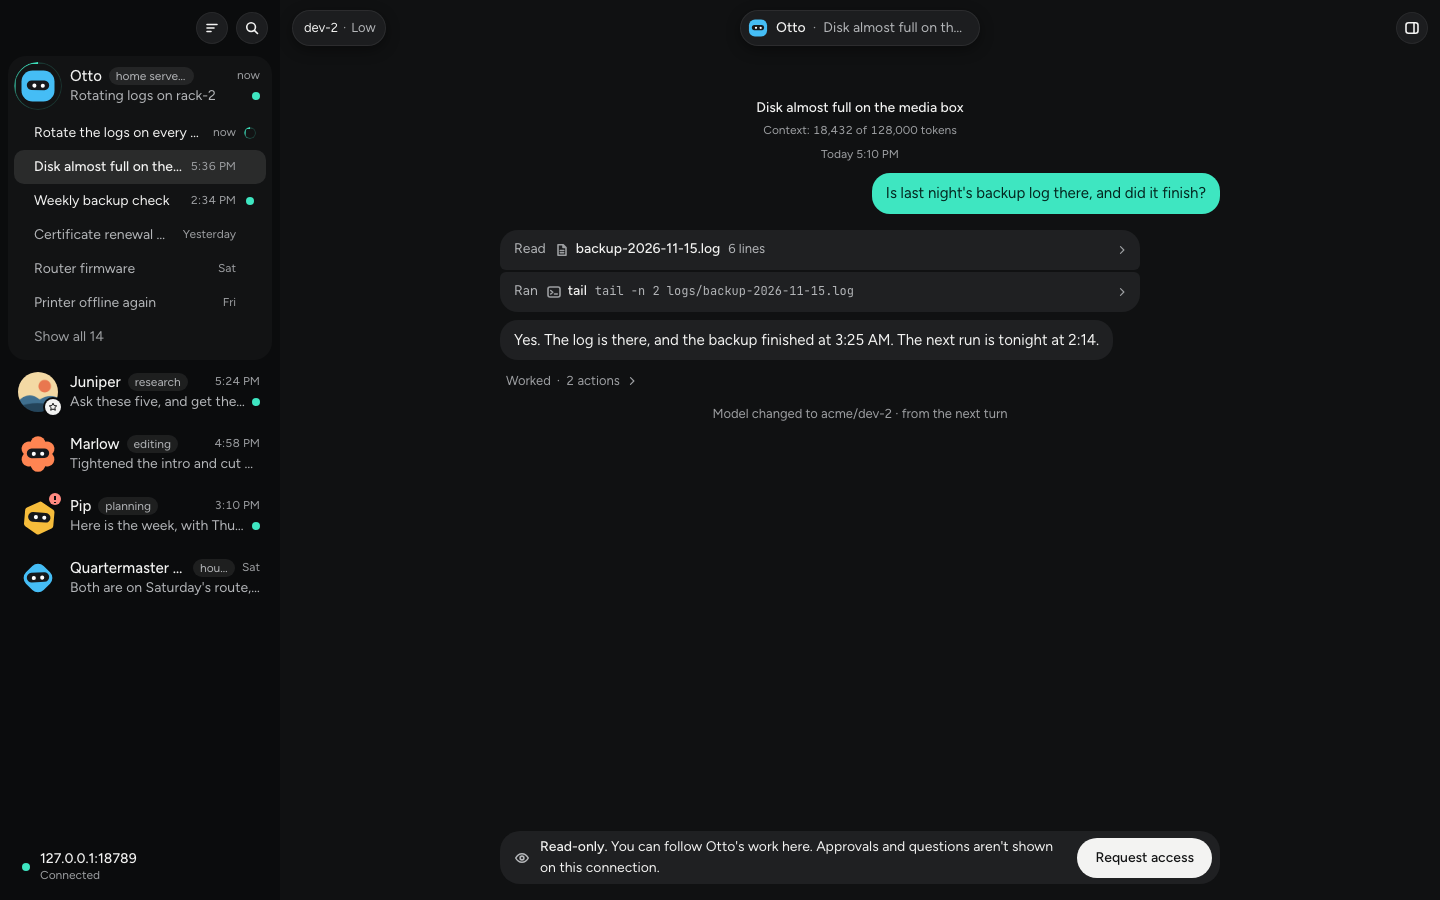 dev-2 · Low
Otto · Disk almost full on th...
Otto home serve... now
Rotating logs on rack-2
Rotate the logs on every ... now
Disk almost full on the... 5:36 PM
Weekly backup check 2:34 PM
Certificate renewal ... Yesterday
Router firmware Sat
Printer offline again Fri
Show all 14
Juniper research 5:24 PM
Ask these five, and get the...
Marlow editing 4:58 PM
Tightened the intro and cut ...
Pip planning 3:10 PM
Here is the week, with Thu...
Quartermaster ... hou... Sat
Both are on Saturday's route,...
127.0.0.1:18789
Connected
Disk almost full on the media box
Context: 18,432 of 128,000 tokens
Today 5:10 PM
Is last night's backup log there, and did it finish?
Read backup-2026-11-15.log 6 lines
Ran tail tail -n 2 logs/backup-2026-11-15.log
Yes. The log is there, and the backup finished at 3:25 AM. The next run is tonight at 2:14.
Worked · 2 actions
Model changed to acme/dev-2 · from the next turn
Read-only. You can follow Otto's work here. Approvals and questions aren't shown
on this connection.
Request access